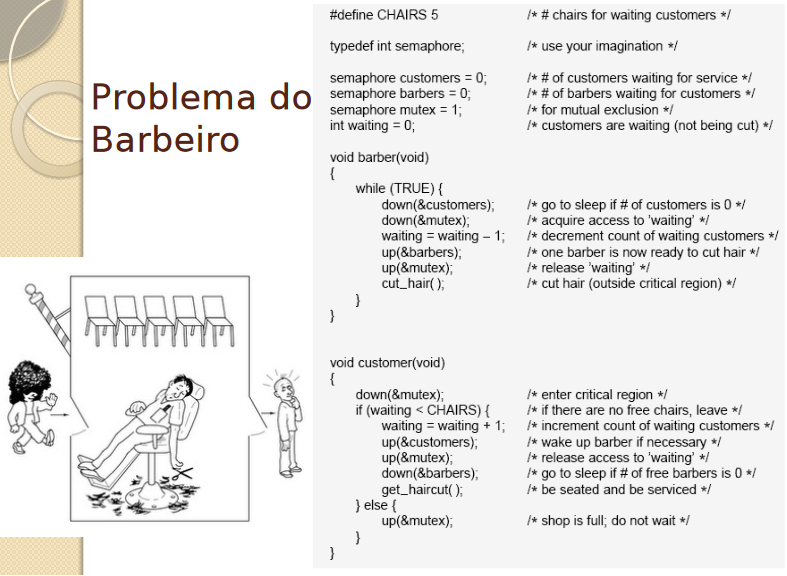 Problema do
Barbeiro
#define CHAIRS 5 /* # chairs for waiting customers */
typedef int semaphore; /* use your imagination */
semaphore customers = 0; /* # of customers waiting for service */
semaphore barbers = 0; /* # of barbers waiting for customers */
semaphore mutex = 1; /* for mutual exclusion */
int waiting = 0; /* customers are waiting (not being cut) */
void barber(void)
{
while (TRUE) {
down(&customers); /* go to sleep if # of customers is 0 */
down(&mutex); /* acquire access to ’waiting’ */
waiting = waiting – 1; /* decrement count of waiting customers */
up(&barbers); /* one barber is now ready to cut hair */
up(&mutex); /* release ’waiting’ */
cut_hair( ); /* cut hair (outside critical region) */
}
}
void customer(void)
{
down(&mutex); /* enter critical region */
if (waiting < CHAIRS) { /* if there are no free chairs, leave */
waiting = waiting + 1; /* increment count of waiting customers */
up(&customers); /* wake up barber if necessary */
up(&mutex); /* release access to ’waiting’ */
down(&barbers); /* go to sleep if # of free barbers is 0 */
get_haircut( ); /* be seated and be serviced */
} else {
up(&mutex); /* shop is full; do not wait */
}
}